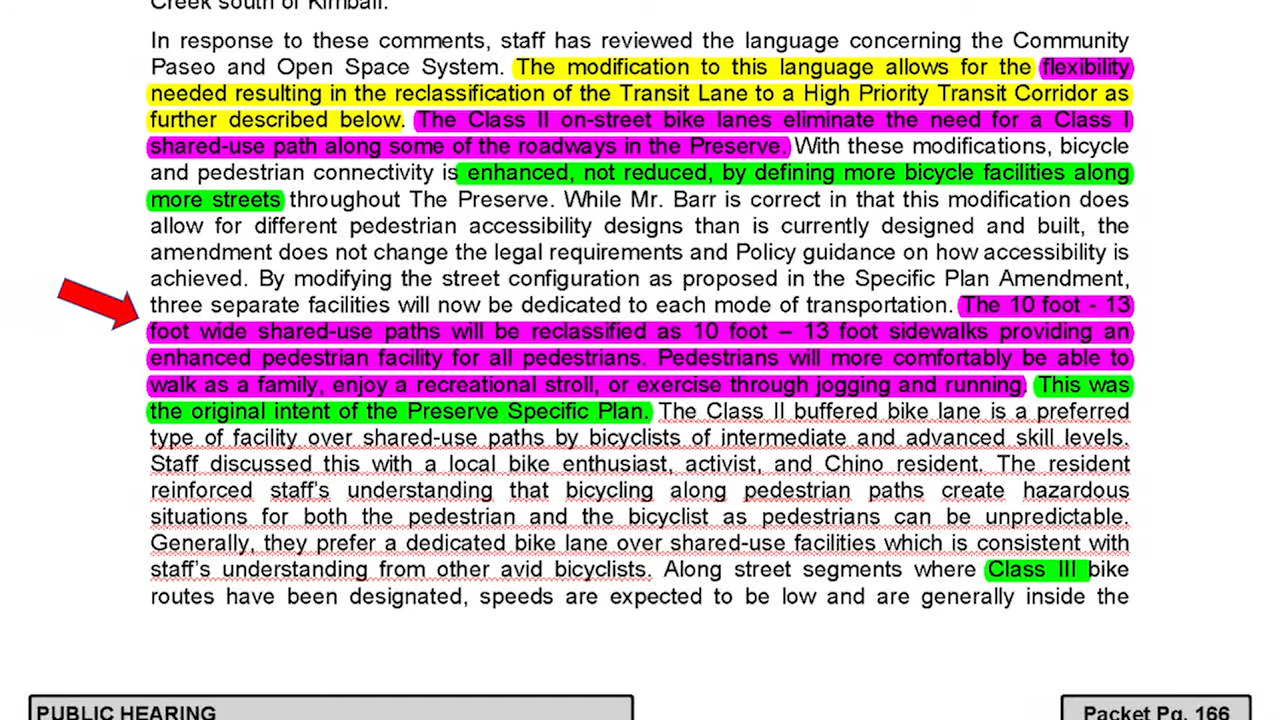 Creek south of Kimball.
In response to these comments, staff has reviewed the language concerning the Community
Paseo and Open Space System. The modification to this language allows for the flexibility
needed resulting in the reclassification of the Transit Lane to a High Priority Transit Corridor as
further described below. The Class II on-street bike lanes eliminate the need for a Class I
shared-use path along some of the roadways in the Preserve. With these modifications, bicycle
and pedestrian connectivity is enhanced, not reduced, by defining more bicycle facilities along
more streets throughout The Preserve. While Mr. Barr is correct in that this modification does
allow for different pedestrian accessibility designs than is currently designed and built, the
amendment does not change the legal requirements and Policy guidance on how accessibility is
achieved. By modifying the street configuration as proposed in the Specific Plan Amendment,
three separate facilities will now be dedicated to each mode of transportation. The 10 foot - 13
foot wide shared-use paths will be reclassified as 10 foot – 13 foot sidewalks providing an
enhanced pedestrian facility for all pedestrians. Pedestrians will more comfortably be able to
walk as a family, enjoy a recreational stroll, or exercise through jogging and running. This was
the original intent of the Preserve Specific Plan. The Class II buffered bike lane is a preferred
type of facility over shared-use paths by bicyclists of intermediate and advanced skill levels.
Staff discussed this with a local bike enthusiast, activist, and Chino resident. The resident
reinforced staff's understanding that bicycling along pedestrian paths create hazardous
situations for both the pedestrian and the bicyclist as pedestrians can be unpredictable.
Generally, they prefer a dedicated bike lane over shared-use facilities which is consistent with
staff's understanding from other avid bicyclists. Along street segments where Class III bike
routes have been designated, speeds are expected to be low and are generally inside the
PUBLIC HEARING
Packet Pg. 166